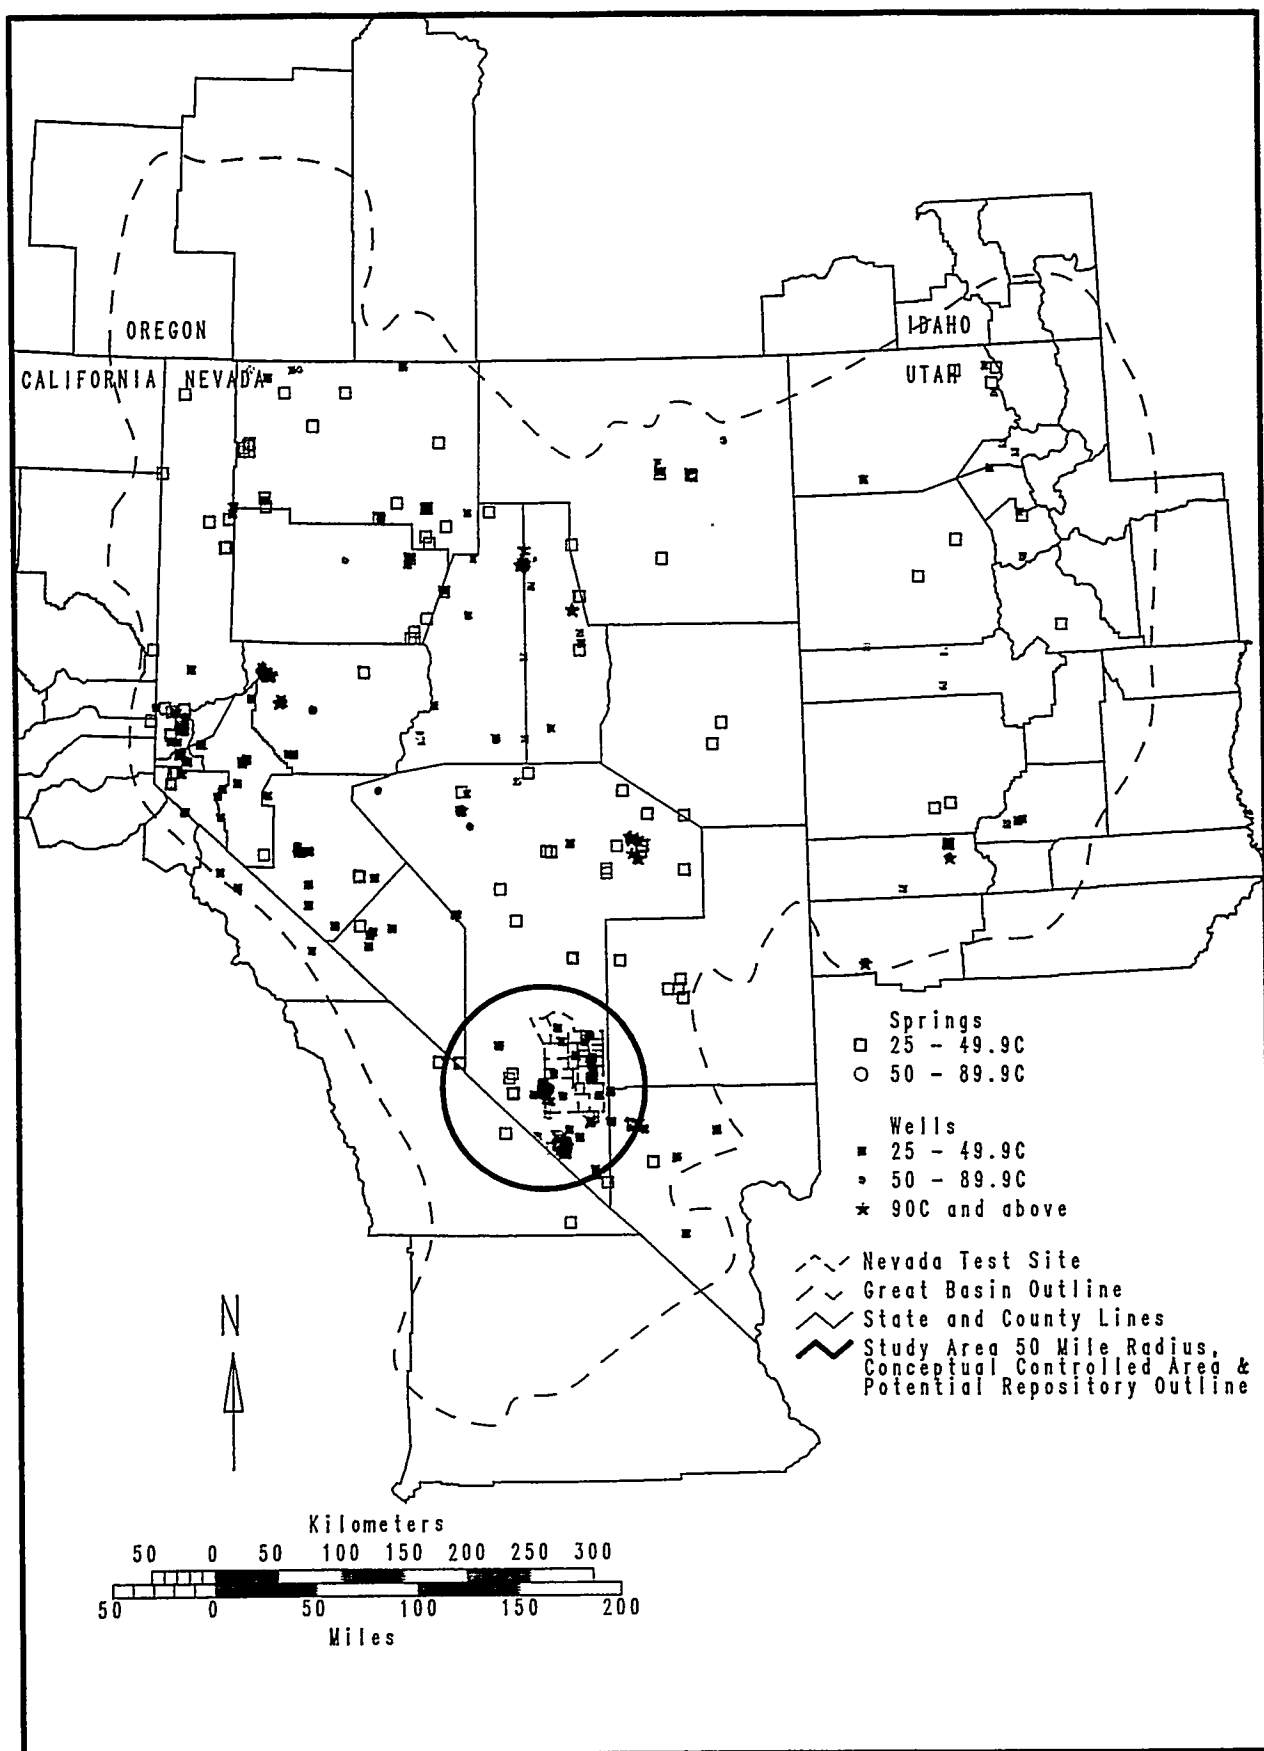 OREGON
IDAHO
CALIFORNIA NEVADA
UTAH
Springs
25 - 49.9C
50 - 89.9C
Wells
25 - 49.9C
50 - 89.9C
90C and above
Nevada Test Site
Great Basin Outline
State and County Lines
Study Area 50 Mile Radius,
Conceptual Controlled Area &
Potential Repository Outline
N
Kilometers
50 0 50 100 150 200 250 300
50 0 50 100 150 200
Miles